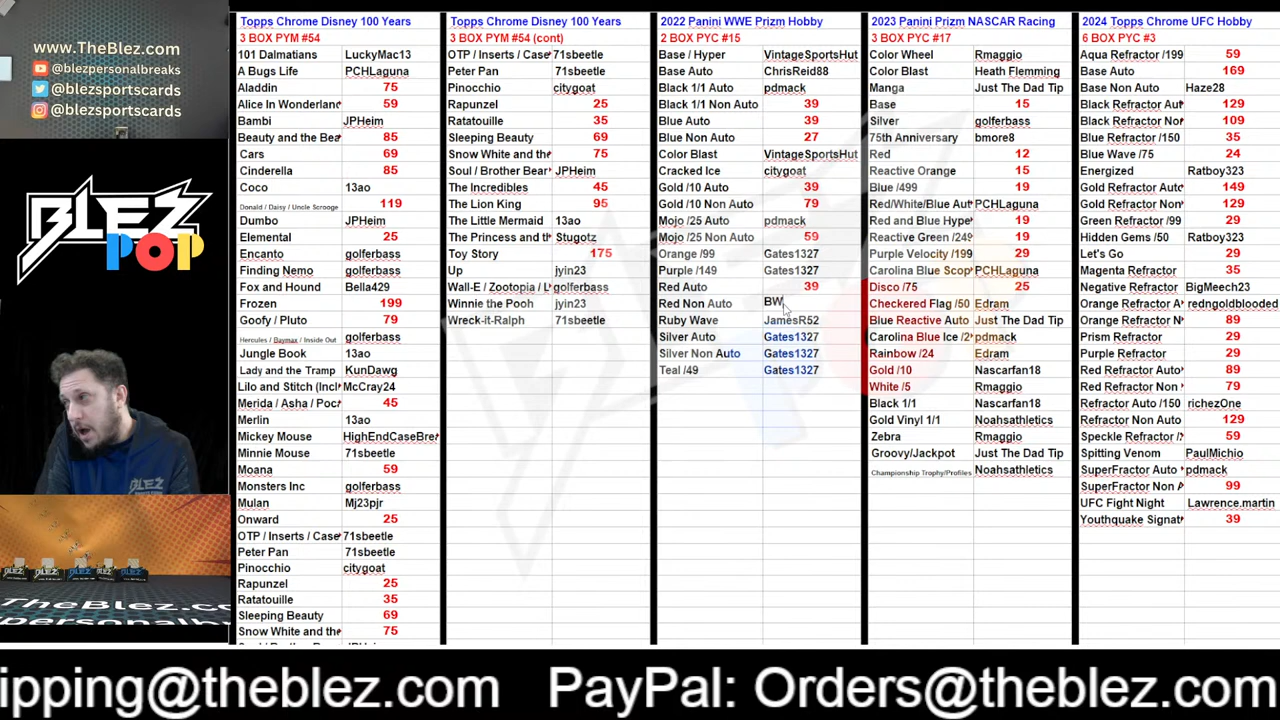 www.TheBlez.com
@blezpersonalbreaks
@blezsportscards
@blezsportscards
BLEZ
POP
Topps Chrome Disney 100 Years
3 BOX PYM #54
101 Dalmatians LuckyMac13
A Bugs Life PCHLaguna
Aladdin 75
Alice In Wonderland 59
Bambi JPHeim
Beauty and the Bea 85
Cars 69
Cinderella 85
Coco 13ao
Donald / Daisy / Uncle Scrooge 119
Dumbo JPHeim
Elemental 25
Encanto golferbass
Finding Nemo golferbass
Fox and Hound Bella429
Frozen 199
Goofy / Pluto 79
Hercules / Baymax / Inside Out golferbass
Jungle Book 13ao
Lady and the Tramp KunDawg
Lilo and Stitch (Incl McCray24
Merida / Asha / Poc 45
Merlin 13ao
Mickey Mouse HighEndCaseBre
Minnie Mouse 71sbeetle
Moana 59
Monsters Inc golferbass
Mulan Mj23pjr
Onward 25
OTP / Inserts / Case 71sbeetle
Peter Pan 71sbeetle
Pinocchio citygoat
Rapunzel 25
Ratatouille 35
Sleeping Beauty 69
Snow White and the 75
Topps Chrome Disney 100 Years
3 BOX PYM #54 (cont)
OTP / Inserts / Case 71sbeetle
Peter Pan 71sbeetle
Pinocchio citygoat
Rapunzel 25
Ratatouille 35
Sleeping Beauty 69
Snow White and the 75
Soul / Brother Bear JPHeim
The Incredibles 45
The Lion King 95
The Little Mermaid 13ao
The Princess and th Stugotz
Toy Story 175
Up jyin23
Wall-E / Zootopia / L golferbass
Winnie the Pooh jyin23
Wreck-it-Ralph 71sbeetle
2022 Panini WWE Prizm Hobby
2 BOX PYC #15
Base / Hyper VintageSportsHut
Base Auto ChrisReid88
Black 1/1 Auto pdmack
Black 1/1 Non Auto 39
Blue Auto 39
Blue Non Auto 27
Color Blast VintageSportsHut
Cracked Ice citygoat
Gold /10 Auto 39
Gold /10 Non Auto 79
Mojo /25 Auto pdmack
Mojo /25 Non Auto 59
Orange /99 Gates1327
Purple /149 Gates1327
Red Auto 39
Red Non Auto BW
Ruby Wave JamesR52
Silver Auto Gates1327
Silver Non Auto Gates1327
Teal /49 Gates1327
2023 Panini Prizm NASCAR Racing
3 BOX PYC #17
Color Wheel Rmaggio
Color Blast Heath Flemming
Manga Just The Dad Tip
Base 15
Silver golferbass
75th Anniversary bmore8
Red 12
Reactive Orange 15
Blue /499 19
Red/White/Blue Aut PCHLaguna
Red and Blue Hype 19
Reactive Green /249 19
Purple Velocity /199 29
Carolina Blue Scop PCHLaguna
Disco /75 25
Checkered Flag /50 Edram
Blue Reactive Auto Just The Dad Tip
Carolina Blue Ice /2 pdmack
Rainbow /24 Edram
Gold /10 Nascarfan18
White /5 Rmaggio
Black 1/1 Nascarfan18
Gold Vinyl 1/1 Noahsathletics
Zebra Rmaggio
Groovy/Jackpot Just The Dad Tip
Championship Trophy/Profiles Noahsathletics
2024 Topps Chrome UFC Hobby
6 BOX PYC #3
Aqua Refractor /199 59
Base Auto 169
Base Non Auto Haze28
Black Refractor Aut 129
Black Refractor Nor 109
Blue Refractor /150 35
Blue Wave /75 24
Energized Ratboy323
Gold Refractor Aut 149
Gold Refractor Non 129
Green Refractor /99 29
Hidden Gems /50 Ratboy323
Let's Go 29
Magenta Refractor 35
Negative Refractor BigMeech23
Orange Refractor A redngoldblooded
Orange Refractor N 89
Prism Refractor 29
Purple Refractor 29
Red Refractor Auto 89
Red Refractor Non 79
Refractor Auto /150 richezOne
Refractor Non Auto 129
Speckle Refractor /2 59
Spitting Venom PaulMichio
SuperFractor Auto pdmack
SuperFractor Non A 99
UFC Fight Night Lawrence.martin
Youthquake Signat 39
ipping@theblez.com PayPal: Orders@theblez.com